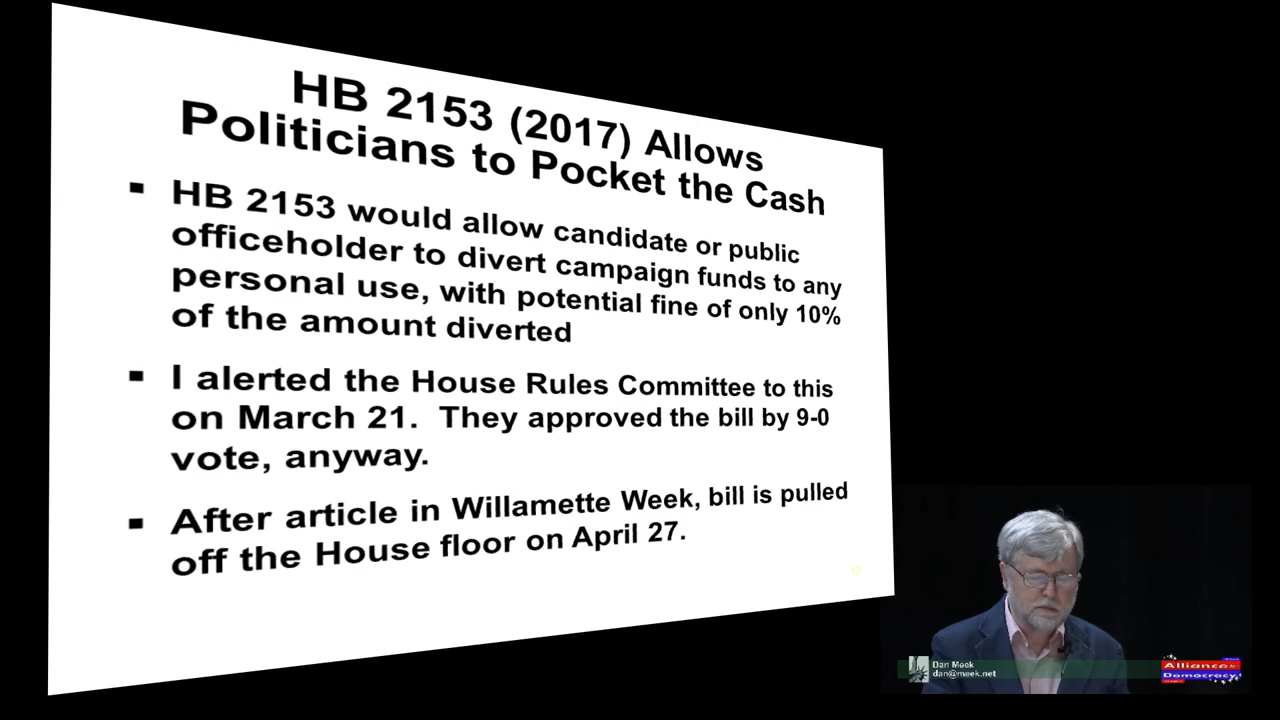 HB 2153 (2017) Allows
Politicians to Pocket the Cash
▪ HB 2153 would allow candidate or public
officeholder to divert campaign funds to any
personal use, with potential fine of only 10%
of the amount diverted
▪ I alerted the House Rules Committee to this
on March 21. They approved the bill by 9-0
vote, anyway.
▪ After article in Willamette Week, bill is pulled
off the House floor on April 27.
Dan Meek
dan@meek.net
Alliance
Democracy